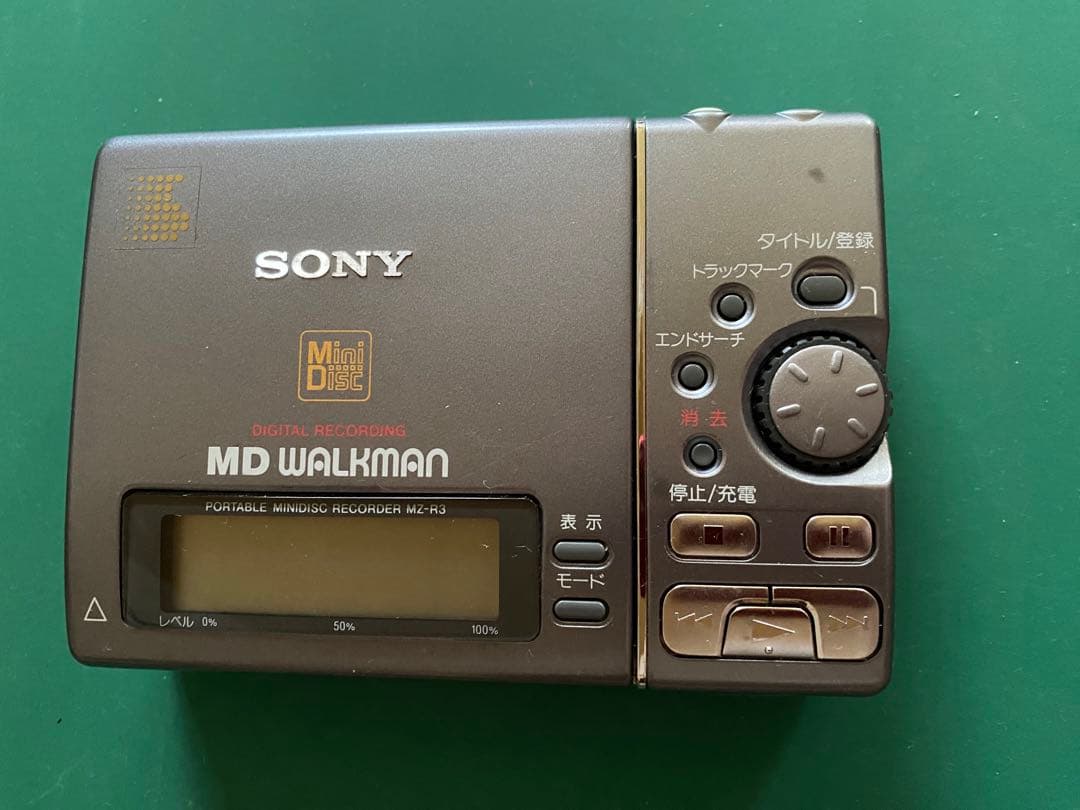 SONY
Mini
Disc
DIGITAL RECORDING
MD WALKMAN
PORTABLE MINIDISC RECORDER MZ-R3
レベル 0% 50% 100%
表示
モード
タイトル/登録
トラックマーク
エンドサーチ
消去
停止/充電